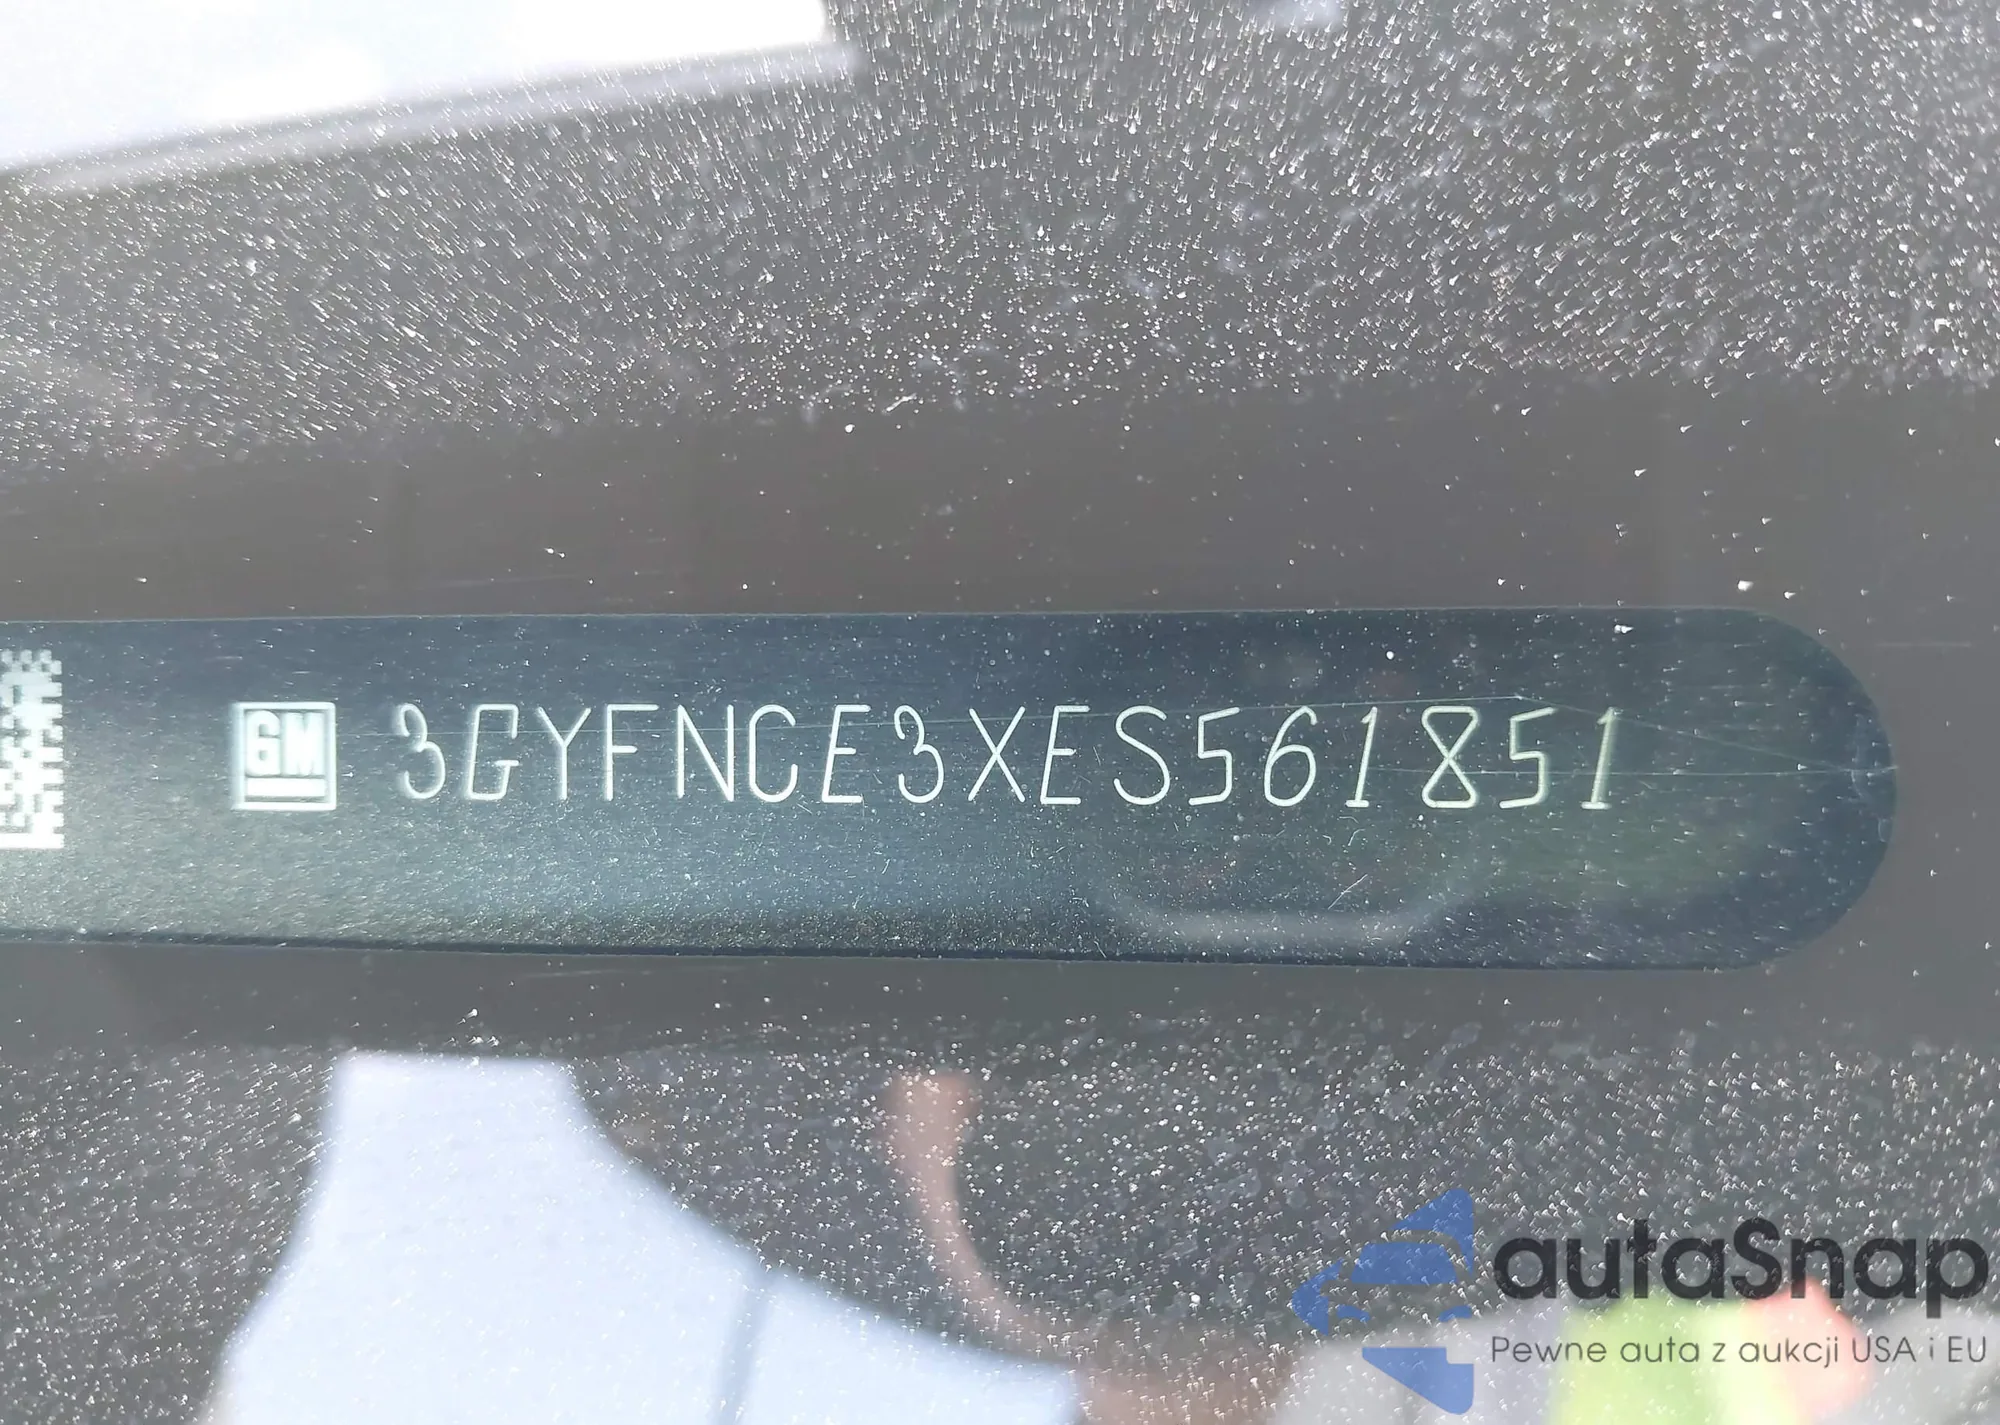 GM 3GYFNCE3XES561851
autaSnap
Pewne auta z aukcji USA i EU